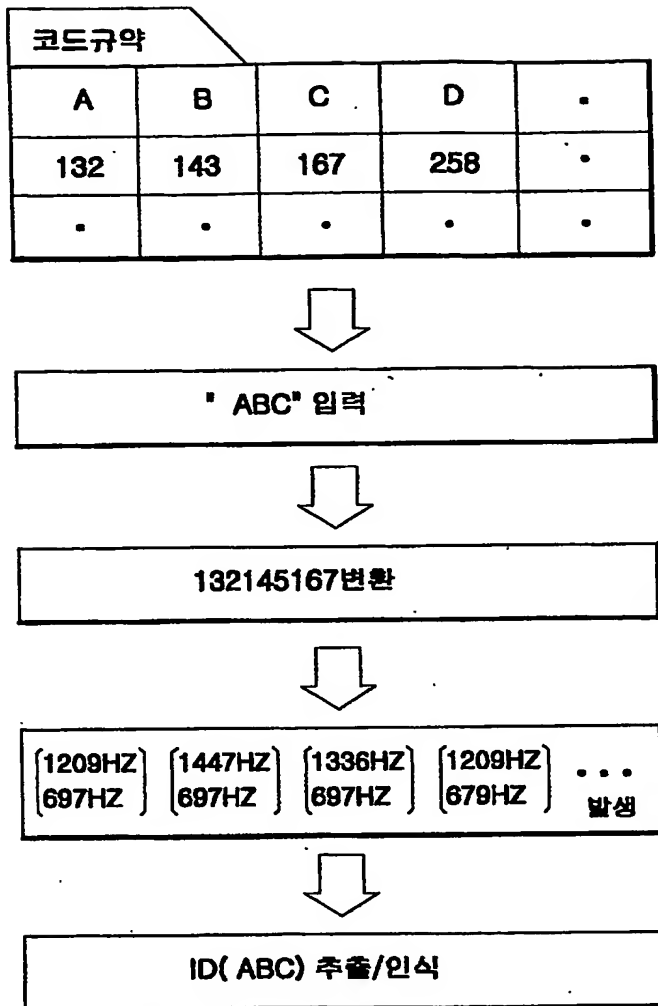 코드규약
A B C D ▪
132 143 167 258 •
▪ • • • •
" ABC" 입력
132145167변환
1209HZ 1447HZ 1336HZ 1209HZ • • •
697HZ 697HZ 697HZ 679HZ 발생
ID( ABC) 추출/인식